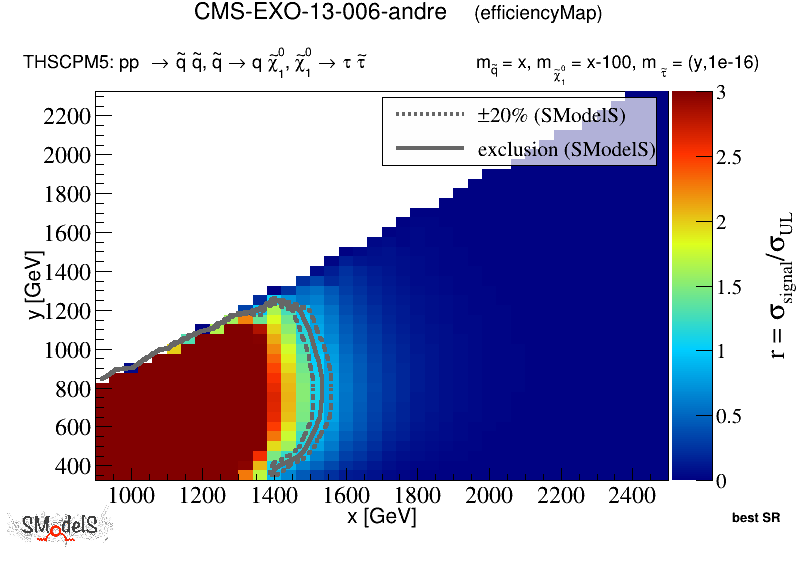 CMS-EXO-13-006-andre (efficiencyMap)
THSCPM5: pp → q̃ q̃, q̃ → q χ̃₁⁰, χ̃₁⁰ → τ τ̃ m_q̃ = x, m_χ̃₁⁰ = x-100, m_τ̃ = (y,1e-16)
±20% (SModelS)
exclusion (SModelS)
2200
2000
1800
1600
1400
1200
1000
800
600
400
y [GeV]
1000 1200 1400 1600 1800 2000 2200 2400
x [GeV]
3
2.5
2
1.5
1
0.5
0
r = σ_signal/σ_UL
SModelS
best SR